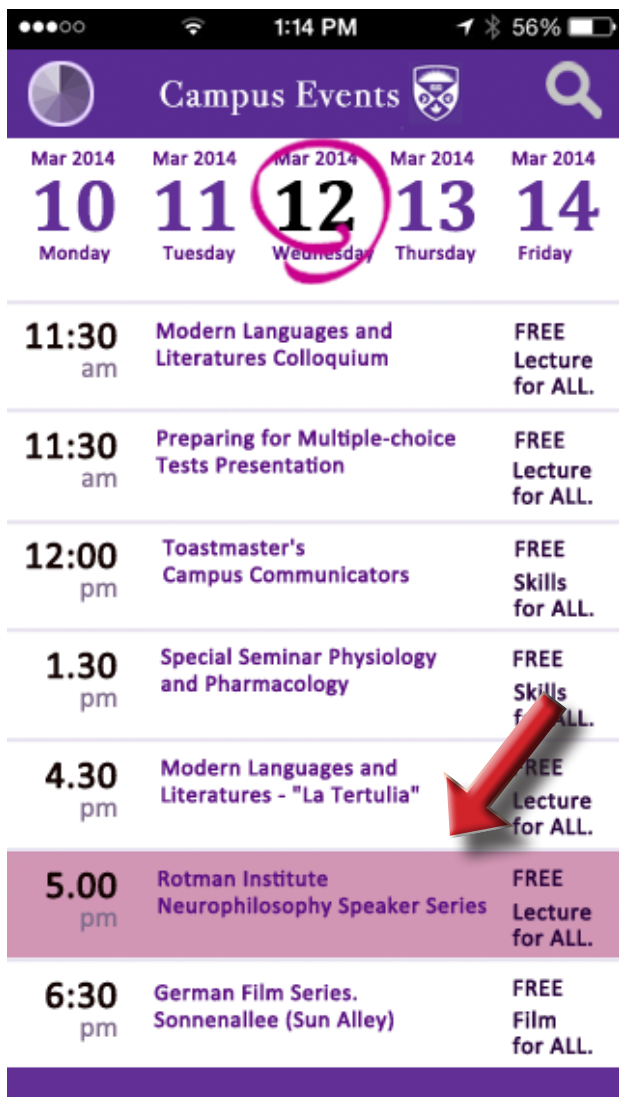 1:14 PM 56%
Campus Events
Mar 2014 Mar 2014 Mar 2014 Mar 2014 Mar 2014
10 11 12 13 14
Monday Tuesday Wednesday Thursday Friday
11:30 Modern Languages and FREE
am Literatures Colloquium Lecture
for ALL.
11:30 Preparing for Multiple-choice FREE
am Tests Presentation Lecture
for ALL.
12:00 Toastmaster's FREE
pm Campus Communicators Skills
for ALL.
1.30 Special Seminar Physiology FREE
pm and Pharmacology Skills
for ALL.
4.30 Modern Languages and FREE
pm Literatures - "La Tertulia" Lecture
for ALL.
5.00 Rotman Institute FREE
pm Neurophilosophy Speaker Series Lecture
for ALL.
6:30 German Film Series. FREE
pm Sonnenallee (Sun Alley) Film
for ALL.